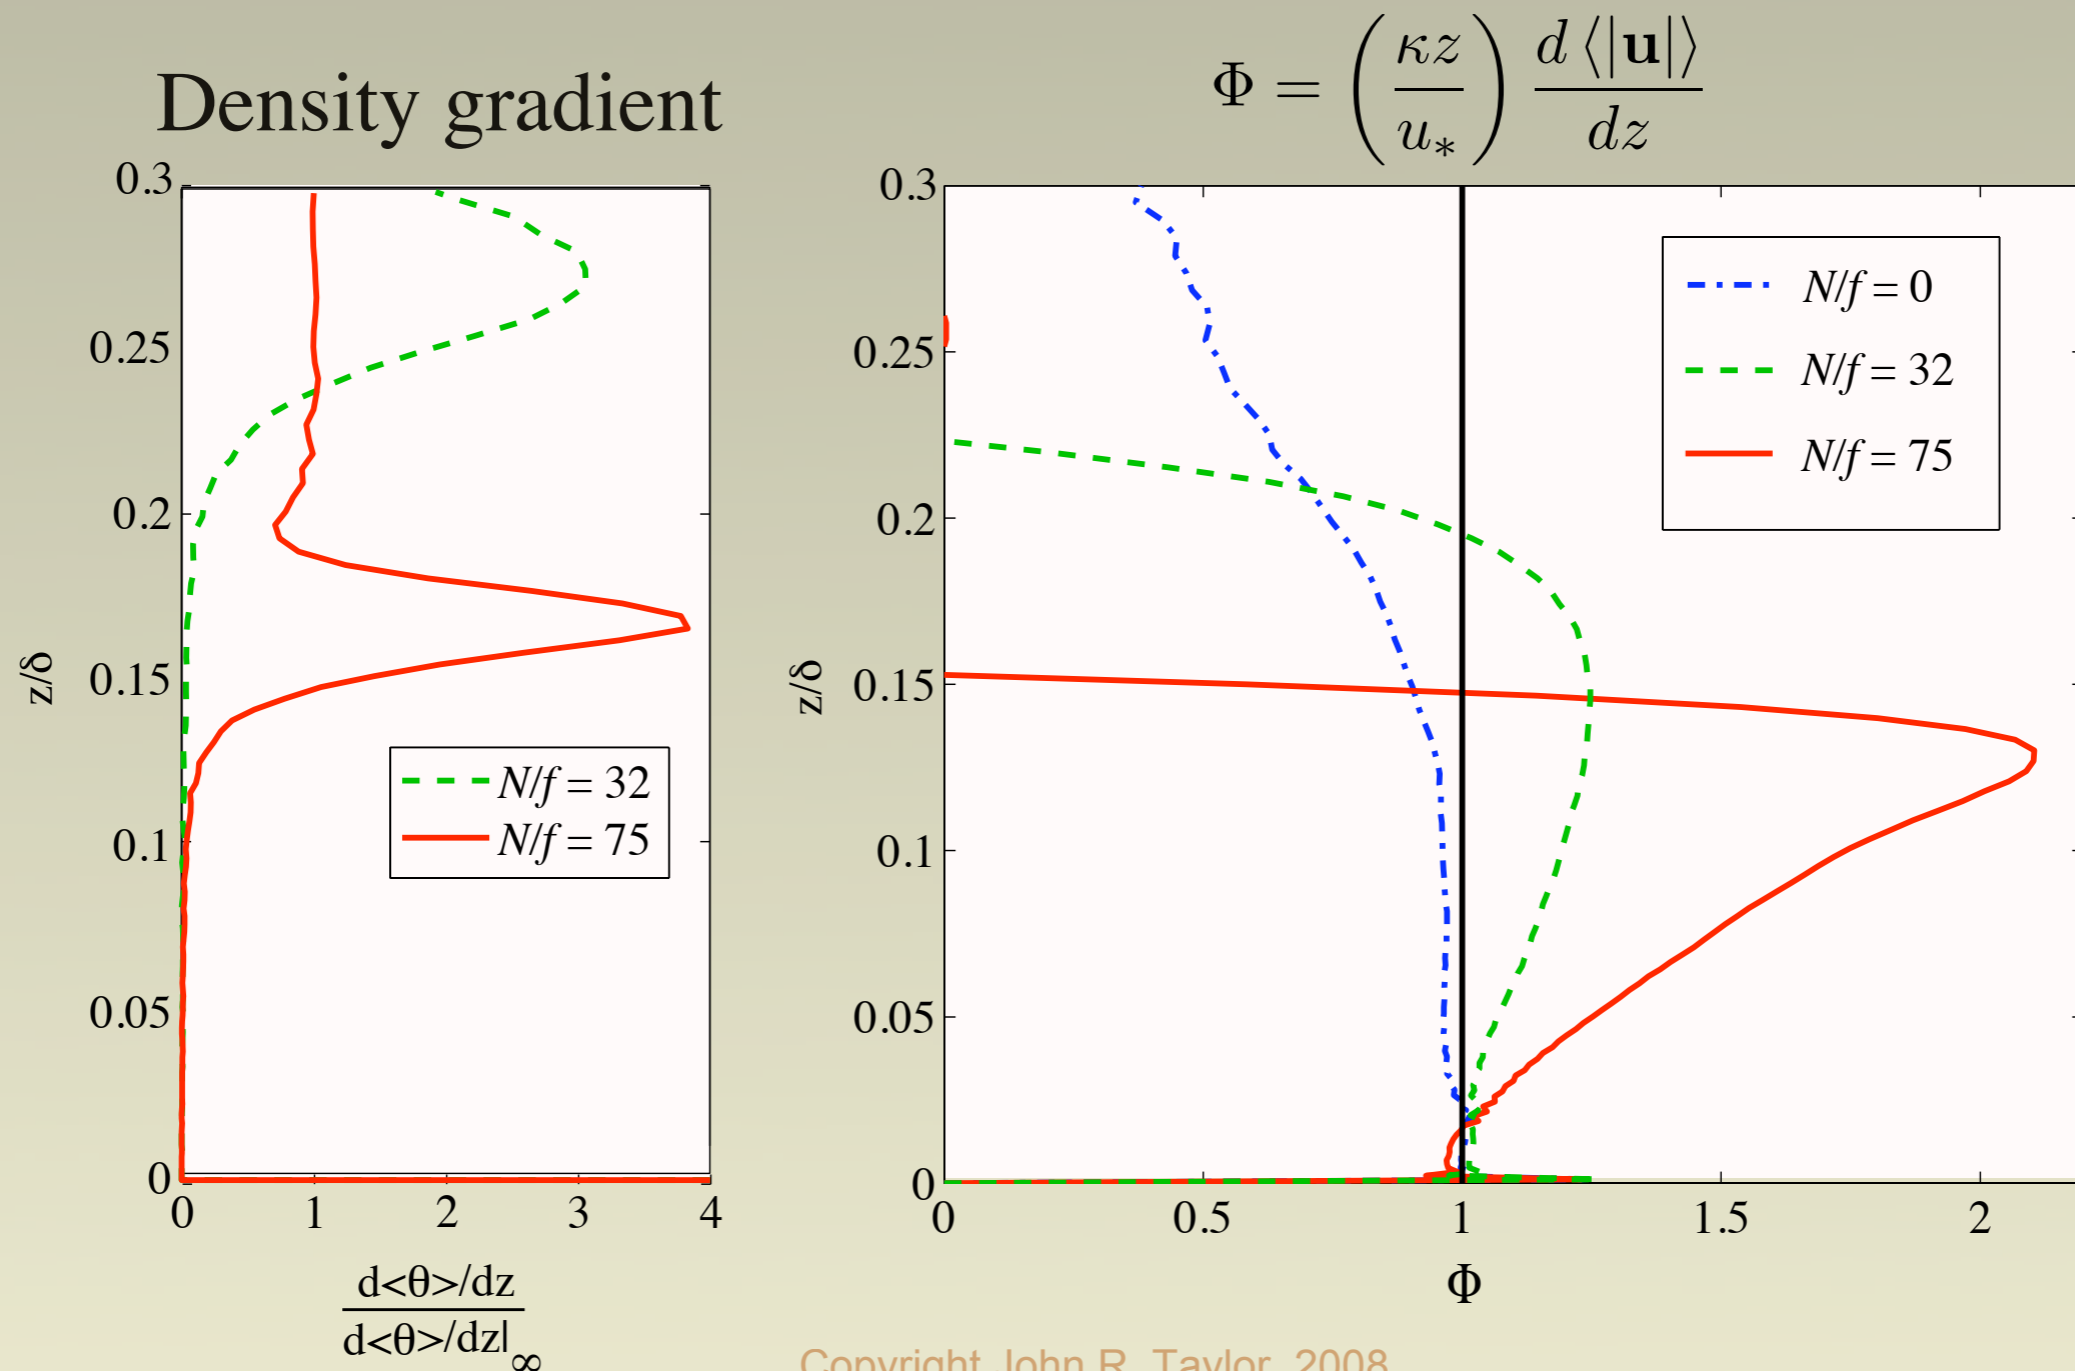 Density gradient
Φ = (κz / u*) d⟨|u|⟩ / dz
0.3
0.25
0.2
0.15
0.1
0.05
0
z/δ
N/f = 32
N/f = 75
0 1 2 3 4
d<θ>/dz
d<θ>/dz|∞
0.3
0.25
0.2
0.15
0.1
0.05
0
z/δ
N/f = 0
N/f = 32
N/f = 75
0 0.5 1 1.5 2
Φ
Copyright John R. Taylor, 2008